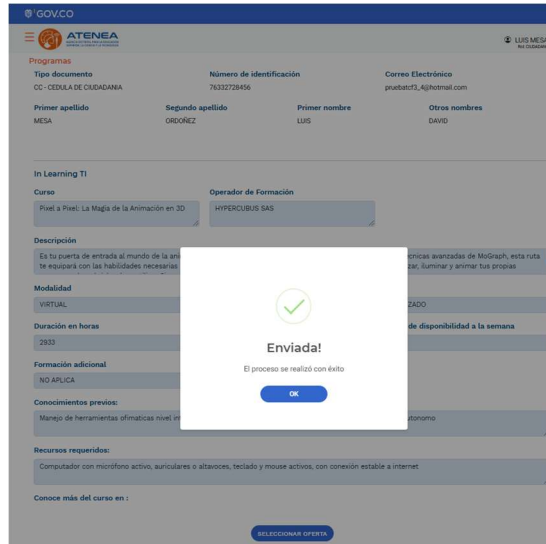 GOV.CO
ATENEA
LUIS MESA
Programas
Tipo documento Número de identificación Correo Electrónico
CC - CEDULA DE CIUDADANIA 76332728456 pruebatcf3_4@hotmail.com
Primer apellido Segundo apellido Primer nombre Otros nombres
MESA ORDOÑEZ LUIS DAVID
In Learning TI
Curso Operador de Formación
Pixel a Pixel: La Magia de la Animación en 3D HYPERCUBUS SAS
Descripción
Es tu puerta de entrada al mundo de la ani cnicas avanzadas de MoGraph, esta ruta
te equipará con las habilidades necesarias zar, iluminar y animar tus propias
Modalidad
VIRTUAL ZADO
Duración en horas de disponibilidad a la semana
2933
Enviada!
Formación adicional El proceso se realizó con éxito
NO APLICA
OK
Conocimientos previos:
Manejo de herramientas ofimaticas nivel in utonomo
Recursos requeridos:
Computador con micrófono activo, auriculares o altavoces, teclado y mouse activos, con conexión estable a internet
Conoce más del curso en :
SELECCIONAR OFERTA